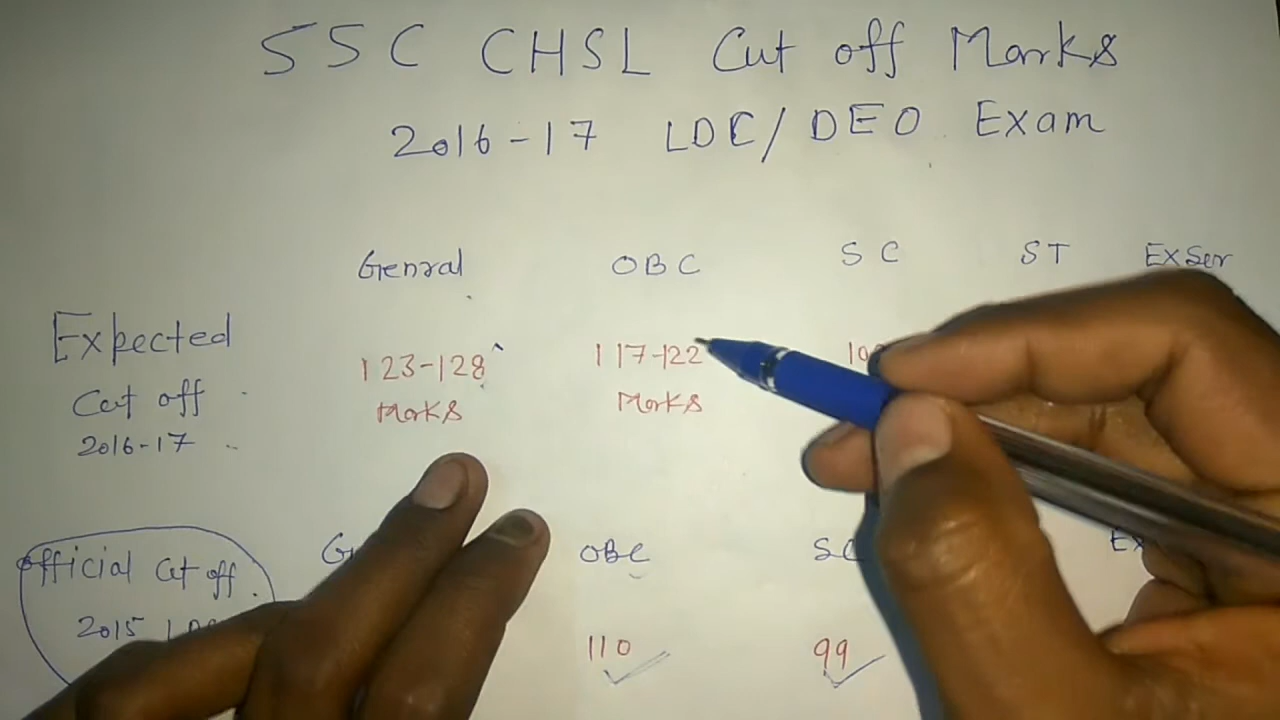 SSC CHSL Cut off Marks
2016-17 LDC/DEO Exam
Genral OBC SC ST ExSer
Expected
Cut off
2016-17
123-128 117-122
Marks Marks
OBC SC
Official Cut off
2015
110 99